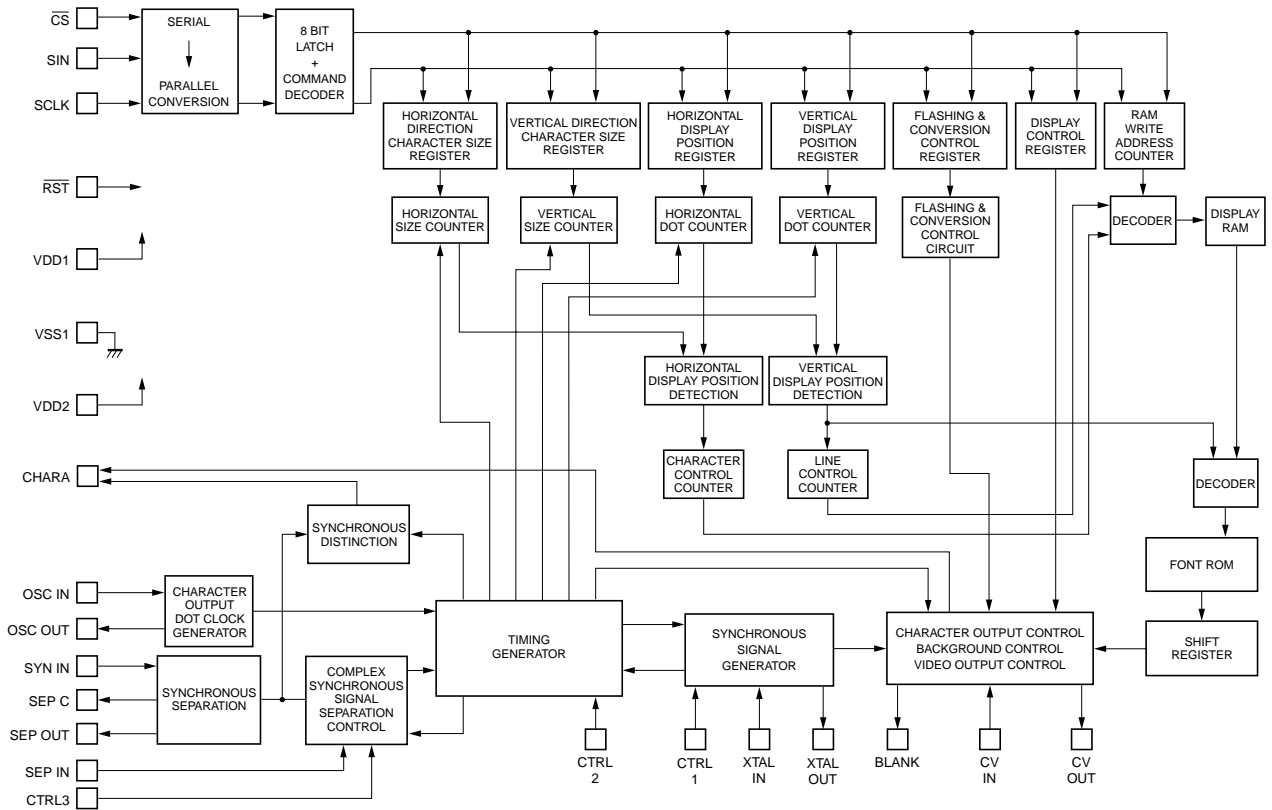 CS
SIN
SCLK
SERIAL
PARALLEL
CONVERSION
8 BIT
LATCH
+
COMMAND
DECODER
HORIZONTAL
DIRECTION
CHARACTER SIZE
REGISTER
VERTICAL DIRECTION
CHARACTER SIZE
REGISTER
HORIZONTAL
DISPLAY
POSITION
REGISTER
VERTICAL
DISPLAY
POSITION
REGISTER
FLASHING &
CONVERSION
CONTROL
REGISTER
DISPLAY
CONTROL
REGISTER
RAM
WRITE
ADDRESS
COUNTER
RST
HORIZONTAL
SIZE COUNTER
VERTICAL
SIZE COUNTER
HORIZONTAL
DOT COUNTER
VERTICAL
DOT COUNTER
FLASHING &
CONVERSION
CONTROL
CIRCUIT
DECODER
DISPLAY
RAM
VDD1
VSS1
VDD2
HORIZONTAL
DISPLAY POSITION
DETECTION
VERTICAL
DISPLAY POSITION
DETECTION
CHARA
CHARACTER
CONTROL
COUNTER
LINE
CONTROL
COUNTER
DECODER
SYNCHRONOUS
DISTINCTION
FONT ROM
OSC IN
OSC OUT
CHARACTER
OUTPUT
DOT CLOCK
GENERATOR
TIMING
GENERATOR
SYNCHRONOUS
SIGNAL
GENERATOR
CHARACTER OUTPUT CONTROL
BACKGROUND CONTROL
VIDEO OUTPUT CONTROL
SHIFT
REGISTER
SYN IN
SEP C
SEP OUT
SYNCHRONOUS
SEPARATION
COMPLEX
SYNCHRONOUS
SIGNAL
SEPARATION
CONTROL
SEP IN
CTRL3
CTRL
2
CTRL
1
XTAL
IN
XTAL
OUT
BLANK
CV
IN
CV
OUT